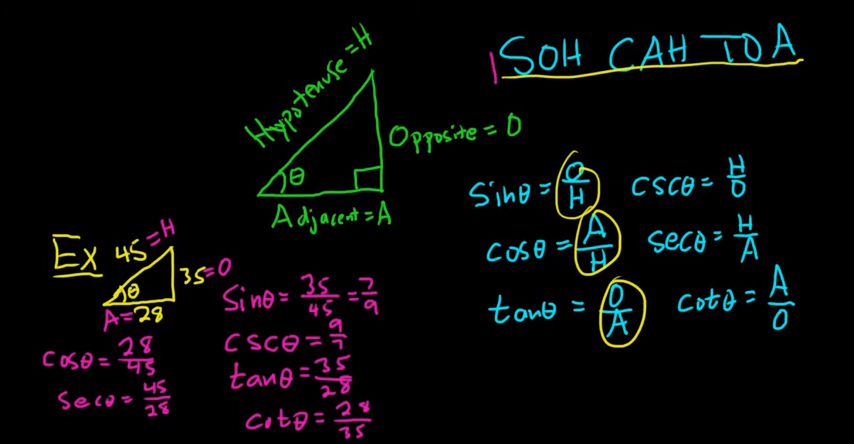 SOH CAH TOA
Hypotenuse = H
Opposite = O
θ
Adjacent = A
sinθ = O/H
cscθ = H/O
cosθ = A/H
secθ = H/A
tanθ = O/A
cotθ = A/O
Ex
45 = H
35 = O
θ
A = 28
sinθ = 35/45 = 7/9
cscθ = 9/7
tanθ = 35/28
cotθ = 28/35
cosθ = 28/45
secθ = 45/28